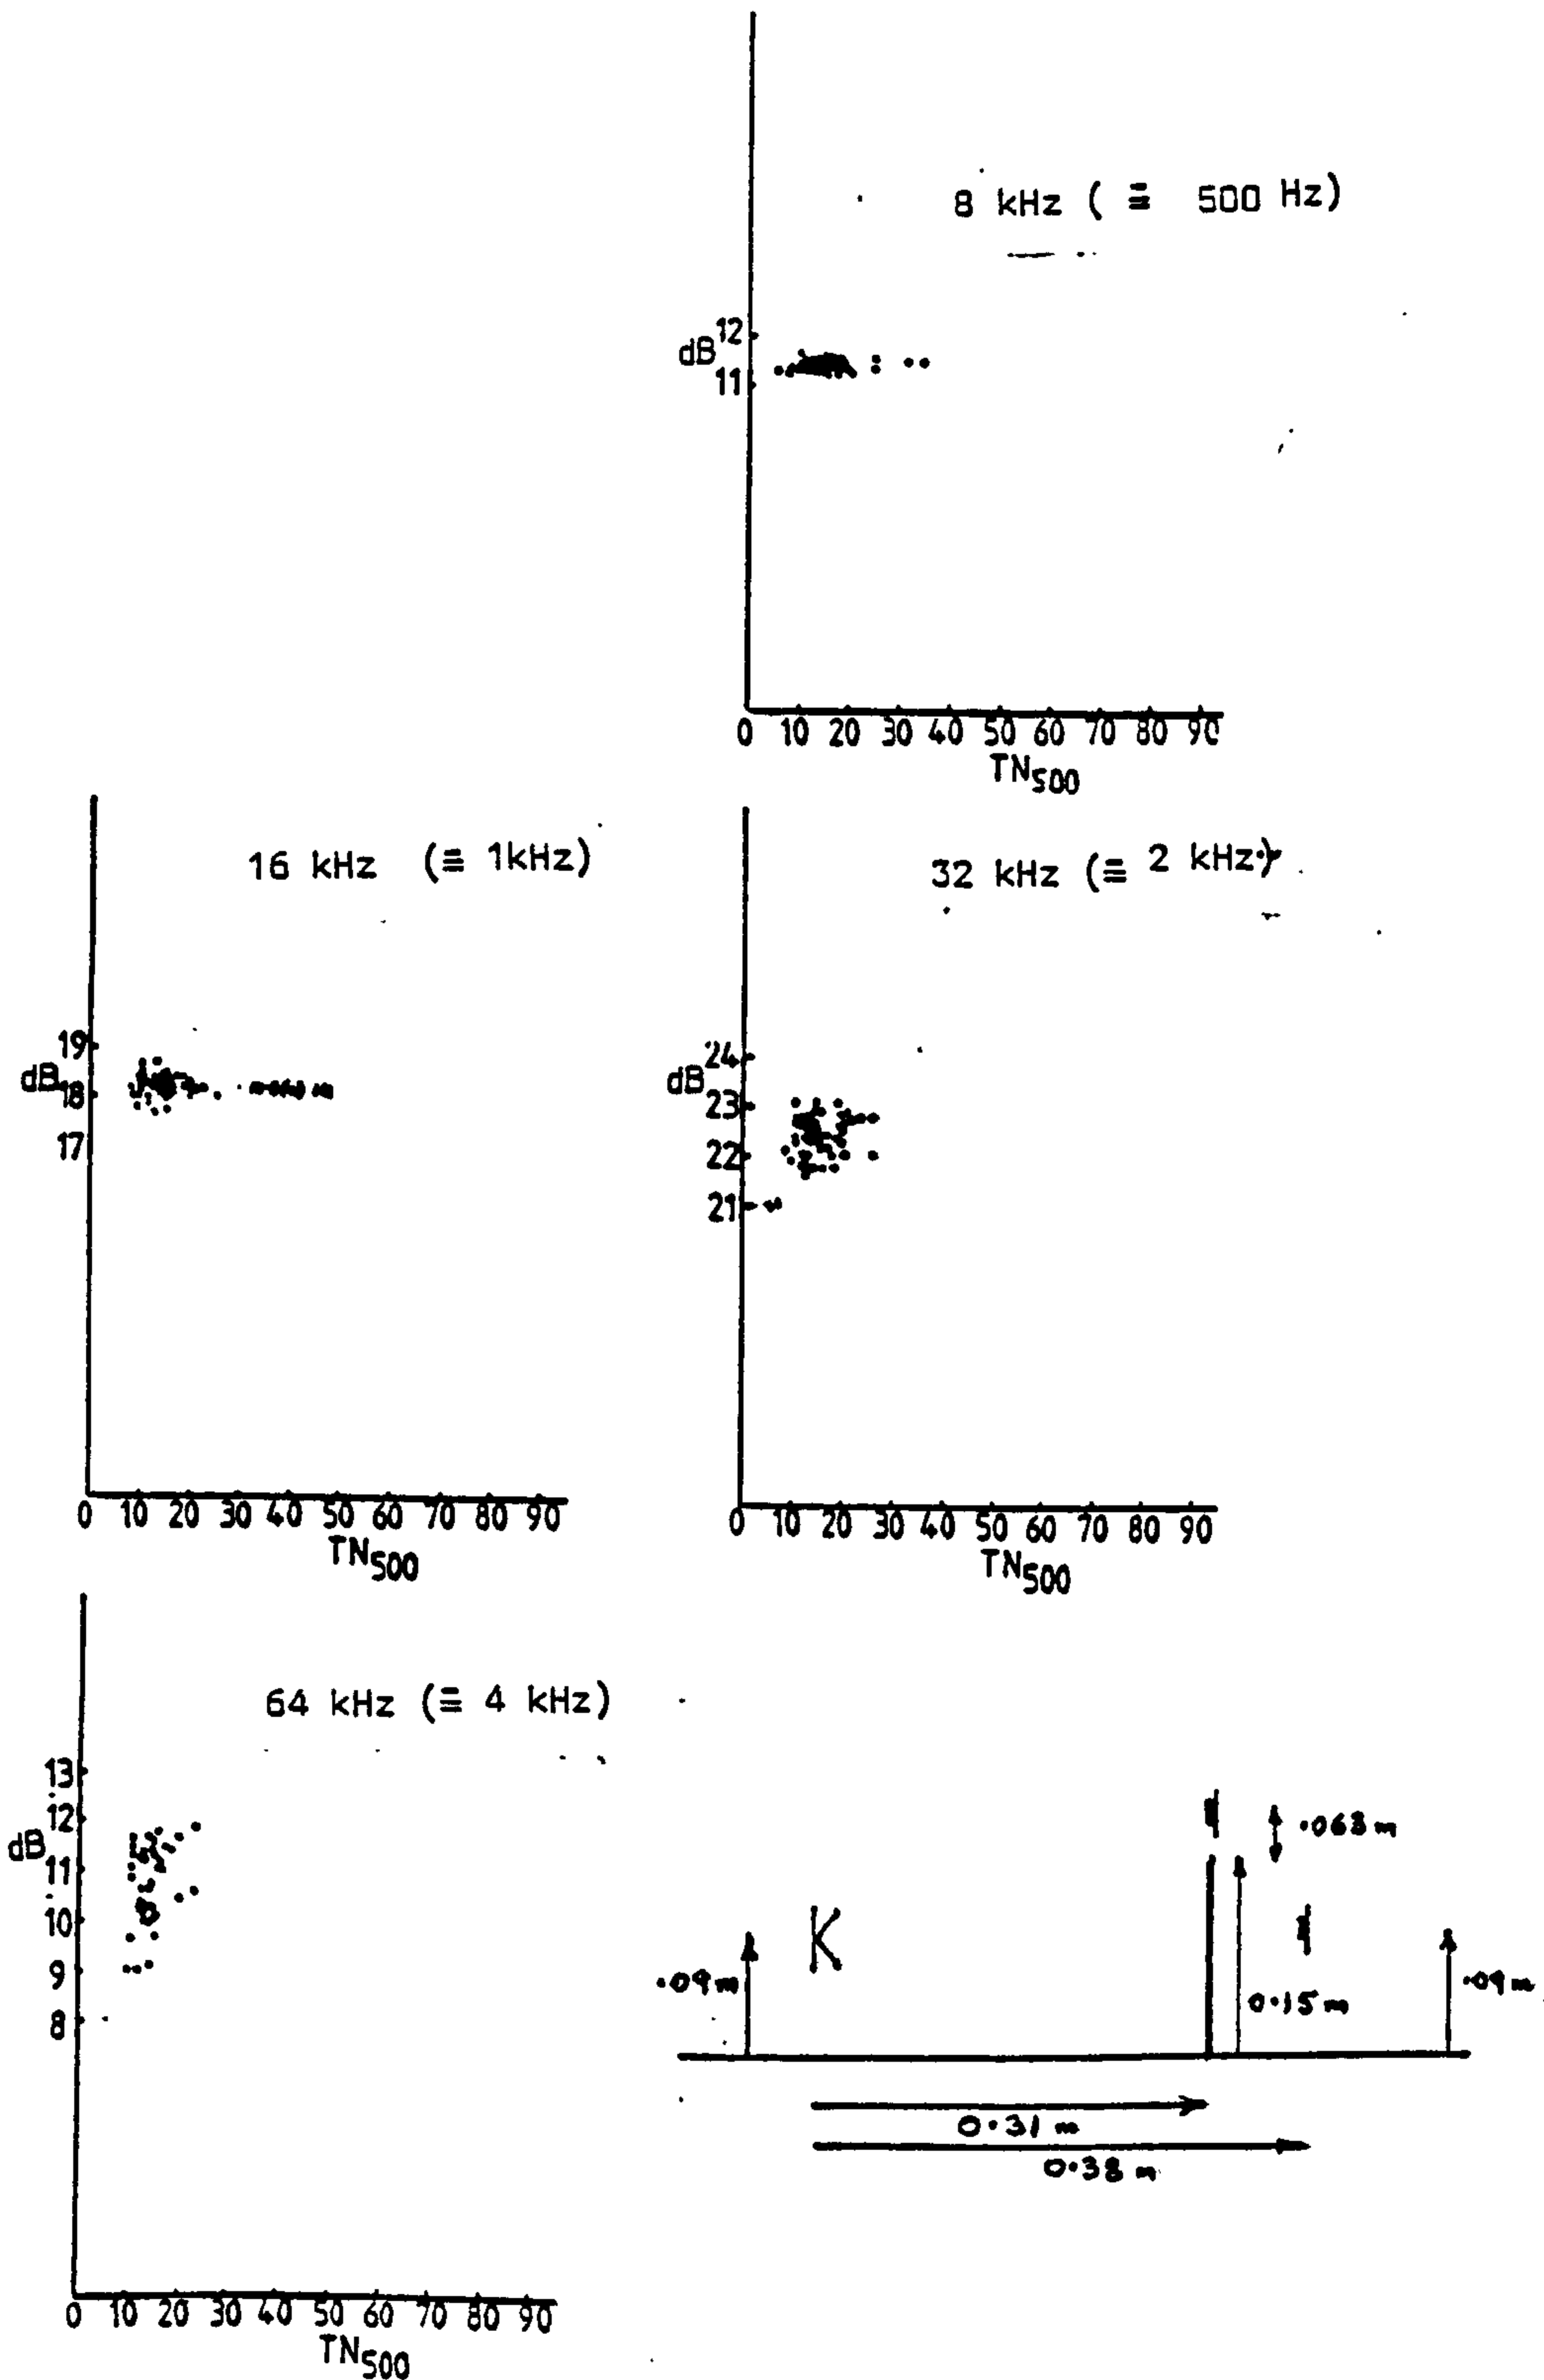 8 kHz ( ≡ 500 Hz)
12
dB
11
0 10 20 30 40 50 60 70 80 90
TN500
16 kHz (≡ 1kHz)
19
dB
18
17
0 10 20 30 40 50 60 70 80 90
TN500
32 kHz (≡ 2 kHz)
24
dB
23
22
21
0 10 20 30 40 50 60 70 80 90
TN500
64 kHz (≡ 4 kHz)
13
12
dB
11
10
9
8
0 10 20 30 40 50 60 70 80 90
TN500
·068 m
K
·09 m
0·15 m
·09 m
0·31 m
0·38 m